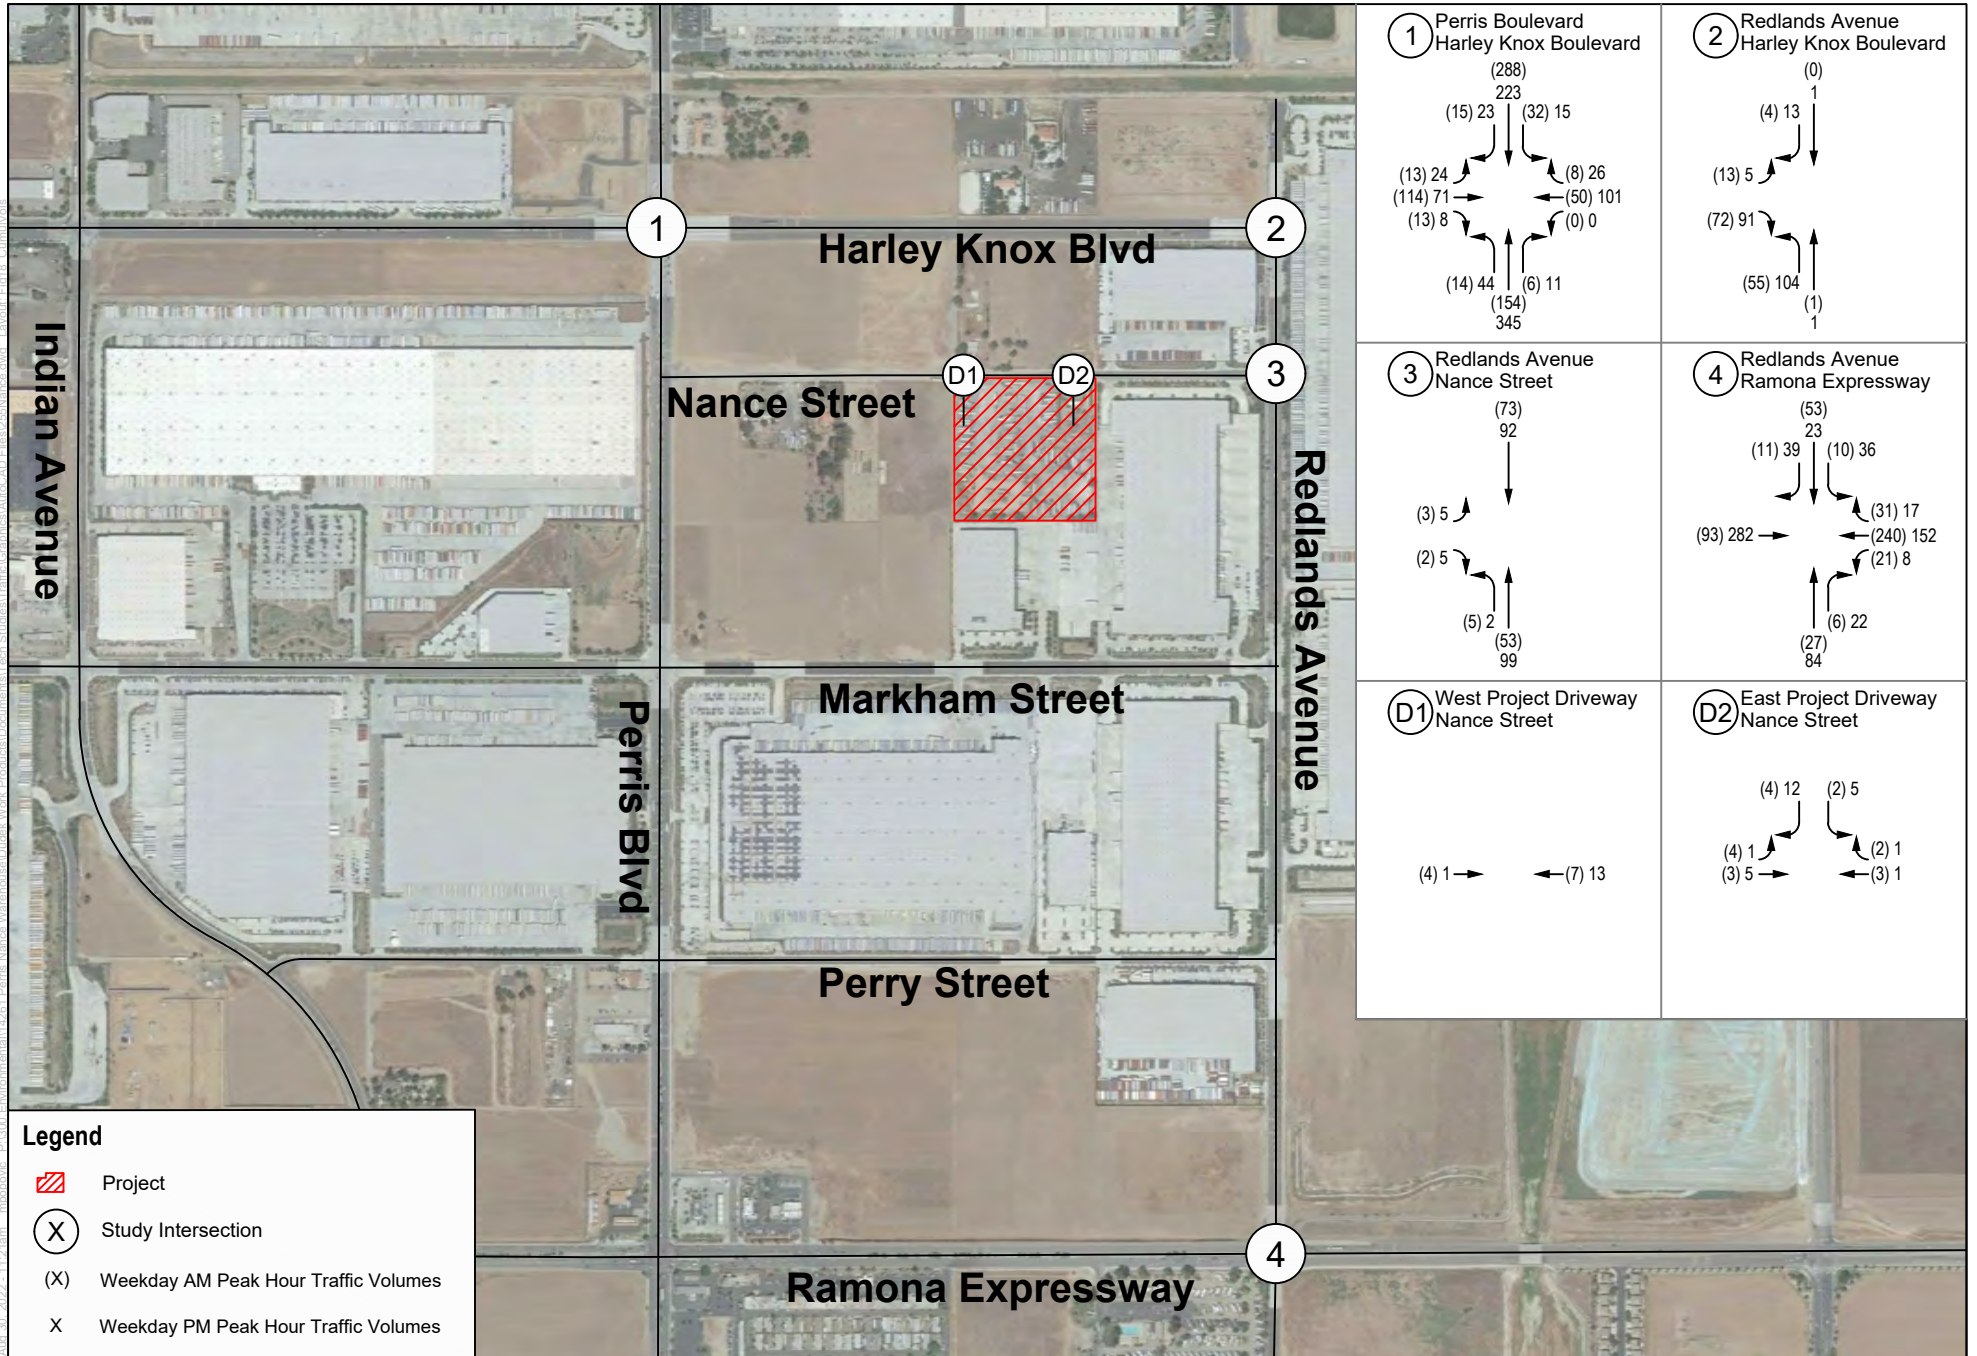 1
Perris Boulevard
Harley Knox Boulevard
(288)
223
(15) 23
(32) 15
(13) 24
(8) 26
(114) 71
(50) 101
(13) 8
(0) 0
(14) 44
(6) 11
(154)
345
2
Redlands Avenue
Harley Knox Boulevard
(0)
1
(4) 13
(13) 5
(72) 91
(55) 104
(1)
1
3
Redlands Avenue
Nance Street
(73)
92
(3) 5
(2) 5
(5) 2
(53)
99
4
Redlands Avenue
Ramona Expressway
(53)
23
(11) 39
(10) 36
(31) 17
(93) 282
(240) 152
(21) 8
(6) 22
(27)
84
D1
West Project Driveway
Nance Street
(4) 1
(7) 13
D2
East Project Driveway
Nance Street
(4) 12
(2) 5
(4) 1
(2) 1
(3) 5
(3) 1
1
2
Harley Knox Blvd
Indian Avenue
D1
D2
3
Nance Street
Redlands Avenue
Markham Street
Perris Blvd
Perry Street
4
Ramona Expressway
Legend
Project
X
Study Intersection
(X)
Weekday AM Peak Hour Traffic Volumes
X
Weekday PM Peak Hour Traffic Volumes